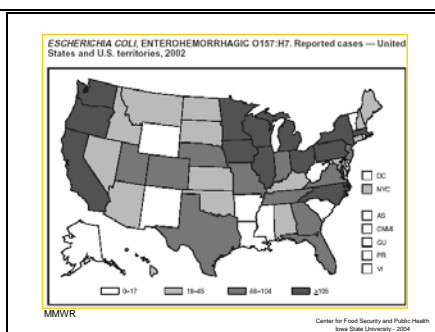 ESCHERICHIA COLI, ENTEROHEMORRHAGIC O157:H7. Reported cases — United
States and U.S. territories, 2002
DC
NYC
AS
CNMI
GU
PR
VI
0–17
18–45
46–104
≥105
MMWR
Center for Food Security and Public Health
Iowa State University - 2004